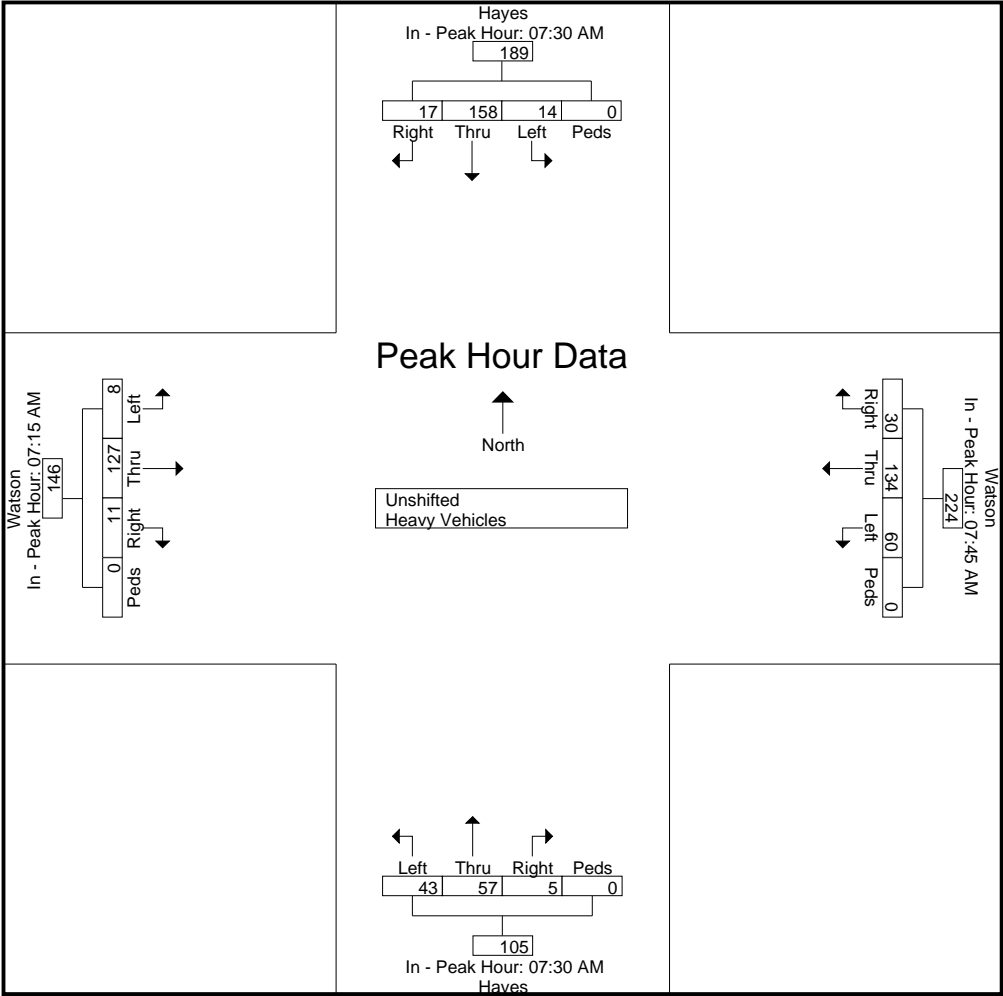 Hayes
In - Peak Hour: 07:30 AM
189
17 158 14 0
Right Thru Left Peds
Peak Hour Data
North
Unshifted
Heavy Vehicles
Watson
In - Peak Hour: 07:15 AM
146
8 127 11 0
Left Thru Right Peds
Watson
In - Peak Hour: 07:45 AM
224
30 134 60 0
Right Thru Left Peds
Left Thru Right Peds
43 57 5 0
105
In - Peak Hour: 07:30 AM
Hayes